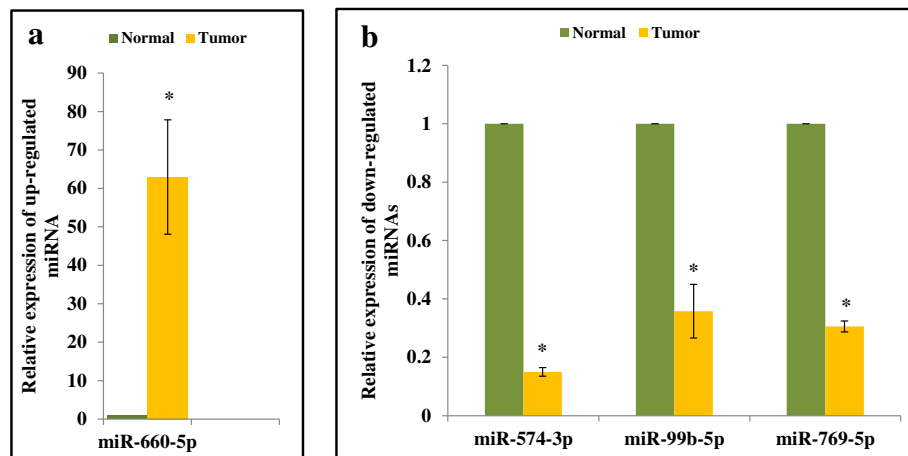 a
Normal Tumor
Relative expression of up-regulated
miRNA
90
80
70
60
50
40
30
20
10
0
*
miR-660-5p
b
Normal Tumor
Relative expression of down-regulated
miRNAs
1.2
1
0.8
0.6
0.4
0.2
0
*
*
*
miR-574-3p miR-99b-5p miR-769-5p